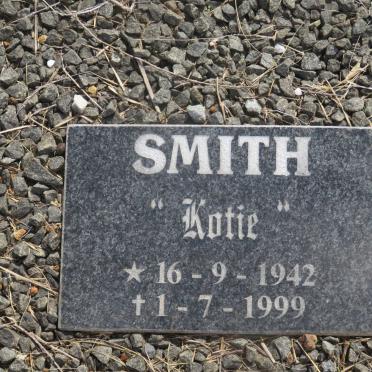 SMITH
" Kotie "
★ 16 - 9 - 1942
† 1 - 7 - 1999